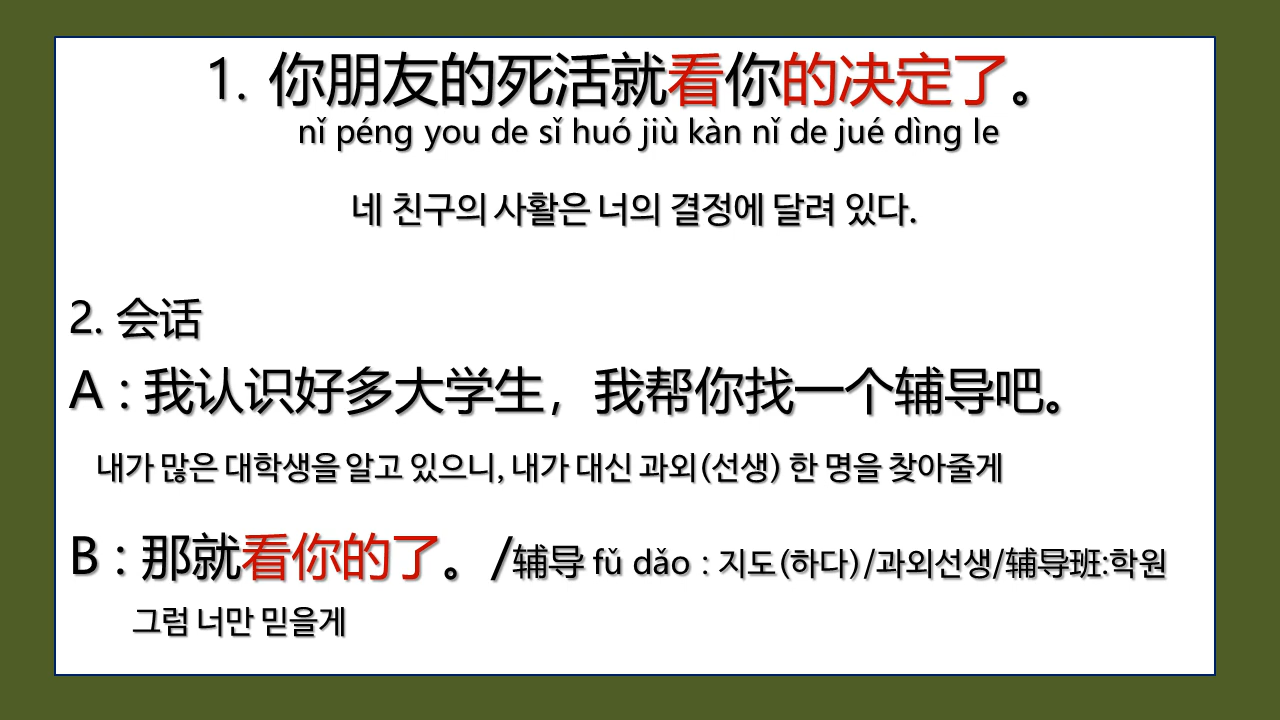 1. 你朋友的死活就看你的决定了。
nǐ péng you de sǐ huó jiù kàn nǐ de jué dìng le
네 친구의 사활은 너의 결정에 달려 있다.
2. 会话
A : 我认识好多大学生，我帮你找一个辅导吧。
내가 많은 대학생을 알고 있으니, 내가 대신 과외(선생) 한 명을 찾아줄게
B : 那就看你的了。/辅导 fǔ dǎo : 지도(하다)/과외선생/辅导班:학원
그럼 너만 믿을게